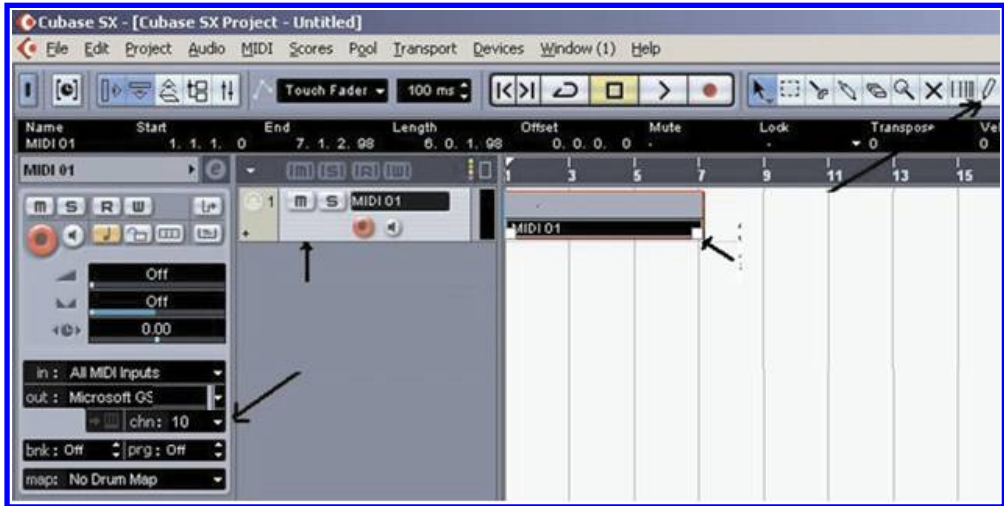 Cubase SX - [Cubase SX Project - Untitled]
File Edit Project Audio MIDI Scores Pool Transport Devices Window (1) Help
Touch Fader 100 ms
Name Start End Length Offset Mute Lock Transpose Vel
MIDI 01 1. 1. 1. 0 7. 1. 2. 98 6. 0. 1. 98 0. 0. 0. 0 - - 0 0
MIDI 01 e m S R W 1 3 5 7 9 11 13 15
m S R W 1 m S MIDI 01
MIDI 01
Off
Off
0.00
in : All MIDI Inputs
out : Microsoft GS
chn: 10
bnk : Off prg : Off
map: No Drum Map